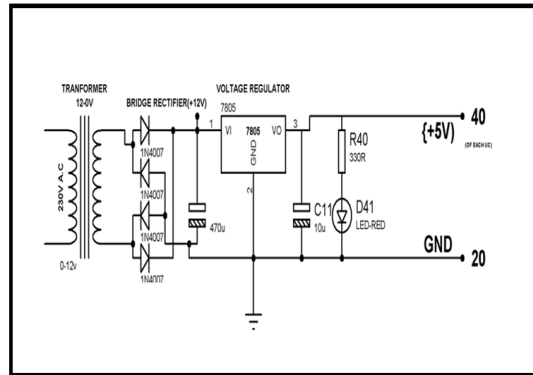 TRANFORMER
12-0V
BRIDGE RECTIFIER(+12V)
VOLTAGE REGULATOR
7805
1N4007
1N4007
1N4007
1N4007
230V A.C
0-12v
470u
1
VI
7805
VO
3
GND
2
C11
10u
R40
330R
D41
LED-RED
40
{+5V)
(OF EACH UC)
GND
20